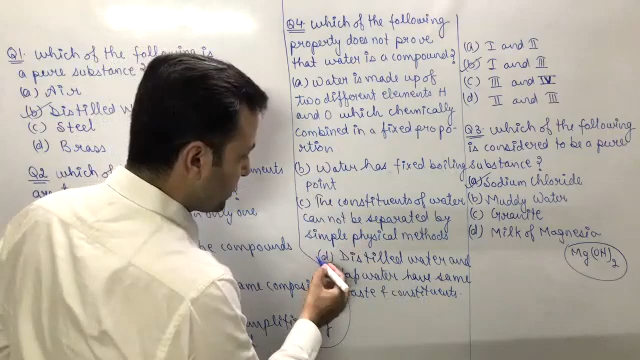 Q1. Which of the following is
a pure substance?
(a) Air
(b) Distilled
(c) Steel
(d) Brass
Q2 which of
only one
compounds
same
Q4. which of the following
property does not prove
that water is a compound?
(a) Water is made up of
two different elements H
and O which chemically
combined in a fixed propo-
rtion
(b) Water has fixed boiling
point
(c) The constituents of water
can not be separated by
simple physical methods
(d) Distilled water and
tap water have same
taste & constituents.
(a) I and II
(b) I and III
(c) III and IV
(d) II and III
Q3: which of the following
is considered to be a pure
substance?
(a) Sodium Chloride
(b) Muddy Water
(c) Granite
(d) Milk of Magnesia
Mg(OH)2